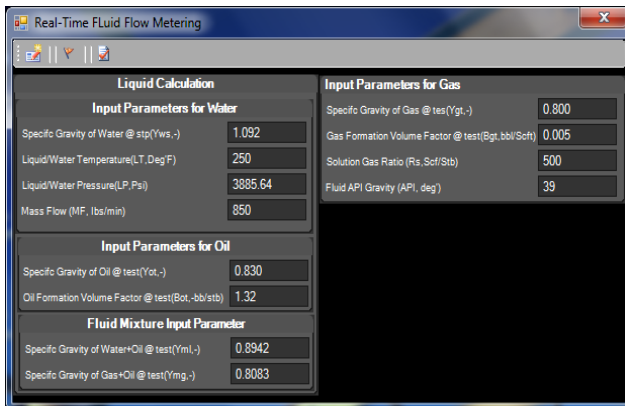 Real-Time FLuid Flow Metering
Liquid Calculation
Input Parameters for Water
Specifc Gravity of Water @ stp(Yws,-) 1.092
Liquid/Water Temperature(LT,Deg'F) 250
Liquid/Water Pressure(LP,Psi) 3885.64
Mass Flow (MF, lbs/min) 850
Input Parameters for Oil
Specifc Gravity of Oil @ test(Yot,-) 0.830
Oil Formation Volume Factor @ test(Bot,-bb/stb) 1.32
Fluid Mixture Input Parameter
Specifc Gravity of Water+Oil @ test(Yml,-) 0.8942
Specifc Gravity of Gas+Oil @ test(Ymg,-) 0.8083
Input Parameters for Gas
Specifc Gravity of Gas @ tes(Ygt,-) 0.800
Gas Formation Volume Factor @ test(Bgt,bbl/Scft) 0.005
Solution Gas Ratio (Rs,Scf/Stb) 500
Fluid API Gravity (API, deg') 39